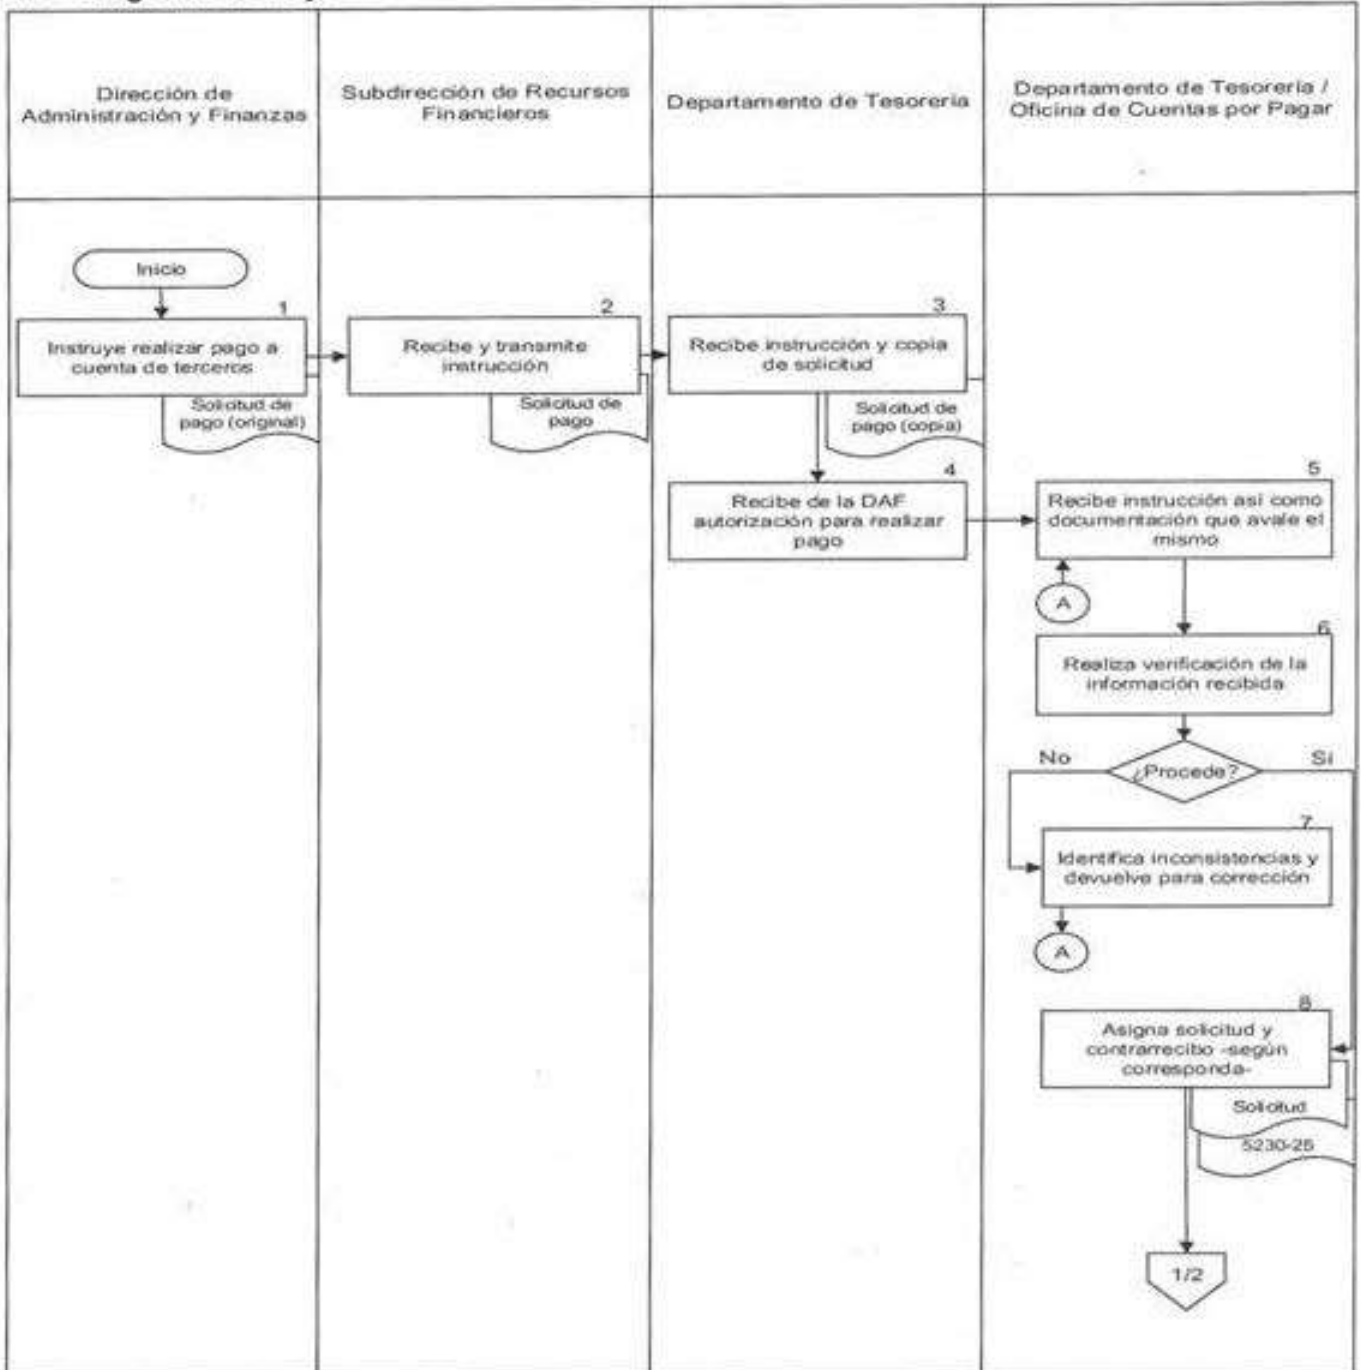 Dirección de
Administración y Finanzas
Subdirección de Recursos
Financieros
Departamento de Tesorería
Departamento de Tesorería /
Oficina de Cuentas por Pagar
Inicio
1
Instruye realizar pago a
cuenta de terceros
Solicitud de
pago (original)
2
Recibe y transmite
instrucción
Solicitud de
pago
3
Recibe instrucción y copia
de solicitud
Solicitud de
pago (copia)
4
Recibe de la DAF
autorización para realizar
pago
5
Recibe instrucción así como
documentación que avale el
mismo
A
6
Realiza verificación de la
información recibida
No
¿Procede?
Sí
7
Identifica inconsistencias y
devuelve para corrección
A
8
Asigna solicitud y
contrarrecibo -según
corresponda-
Solicitud
5230-25
1/2